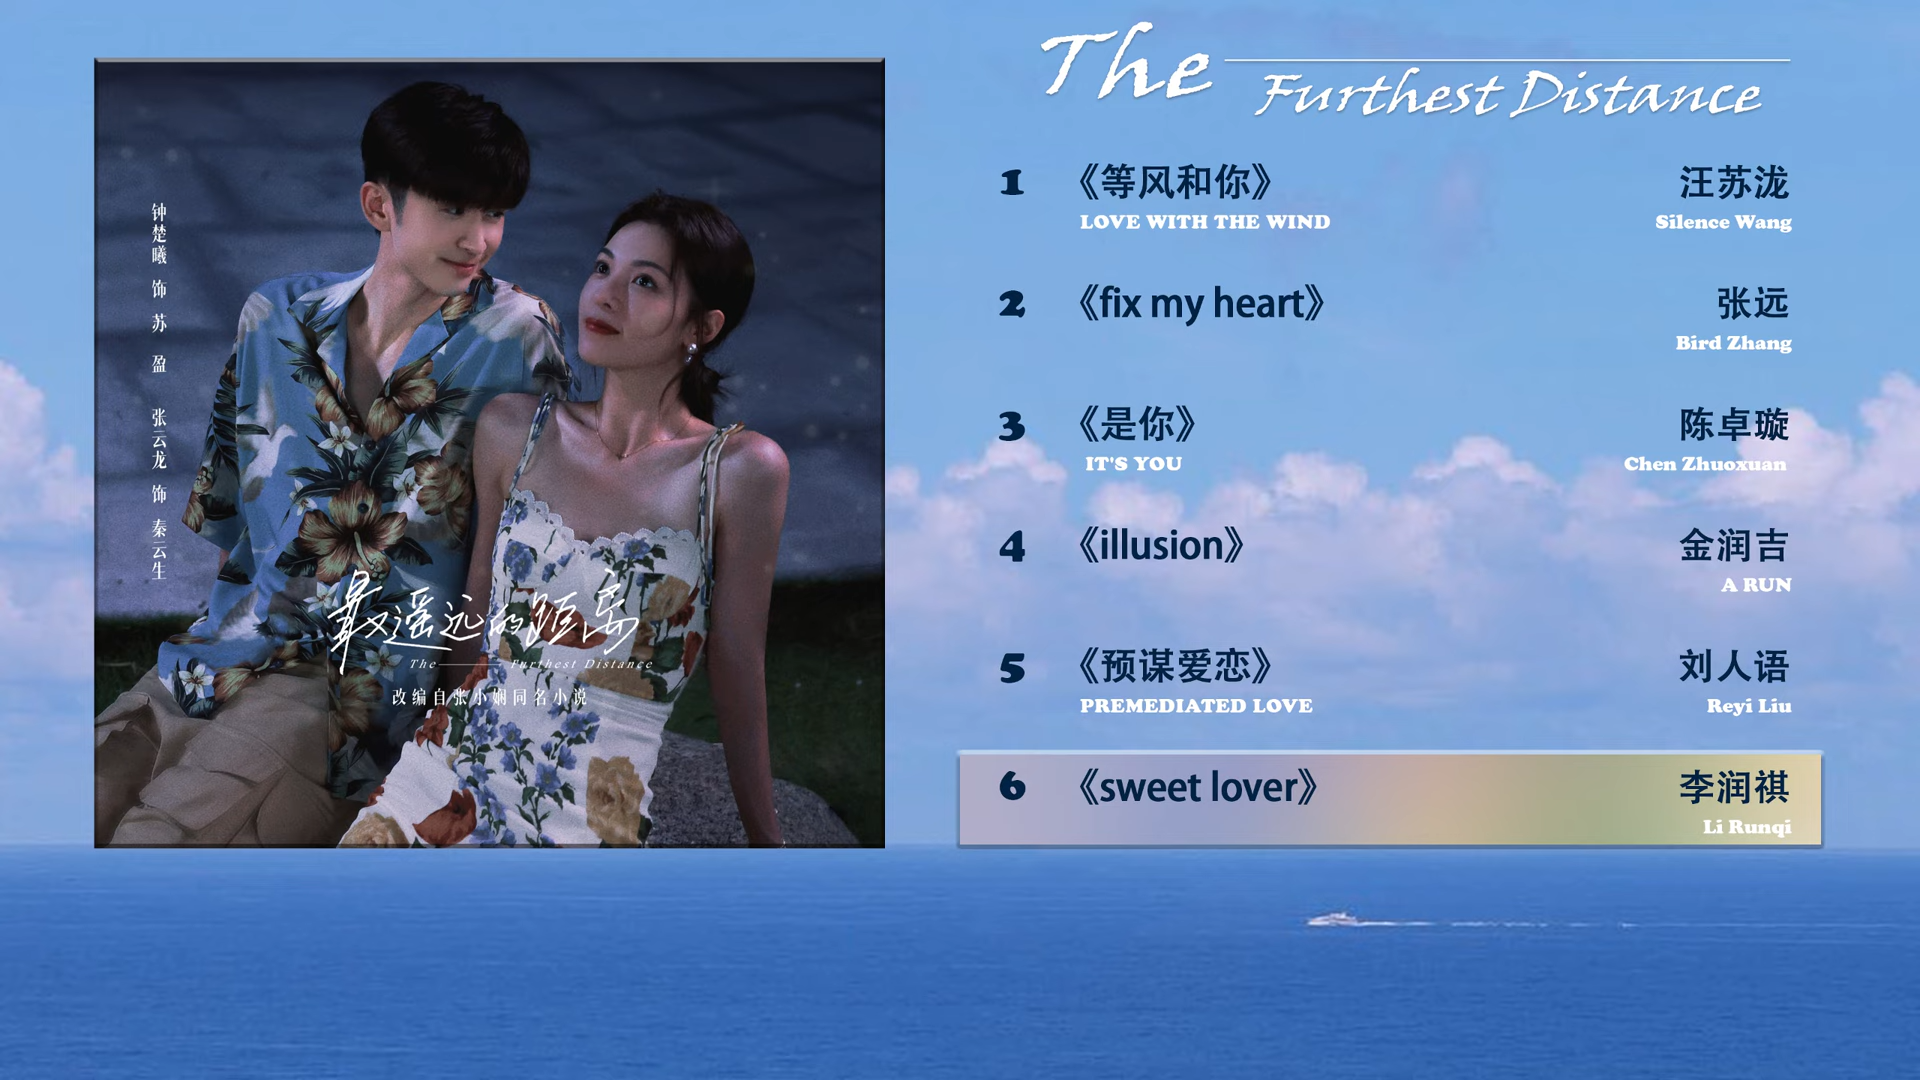 钟楚曦 饰 苏 盈
张云龙 饰 秦云生
最遥远的距离
The Furthest Distance
改编自张小娴同名小说
The Furthest Distance
1 《等风和你》 汪苏泷
LOVE WITH THE WIND Silence Wang
2 《fix my heart》 张远
Bird Zhang
3 《是你》 陈卓璇
IT'S YOU Chen Zhuoxuan
4 《illusion》 金润吉
A RUN
5 《预谋爱恋》 刘人语
PREMEDIATED LOVE Reyi Liu
6 《sweet lover》 李润祺
Li Runqi